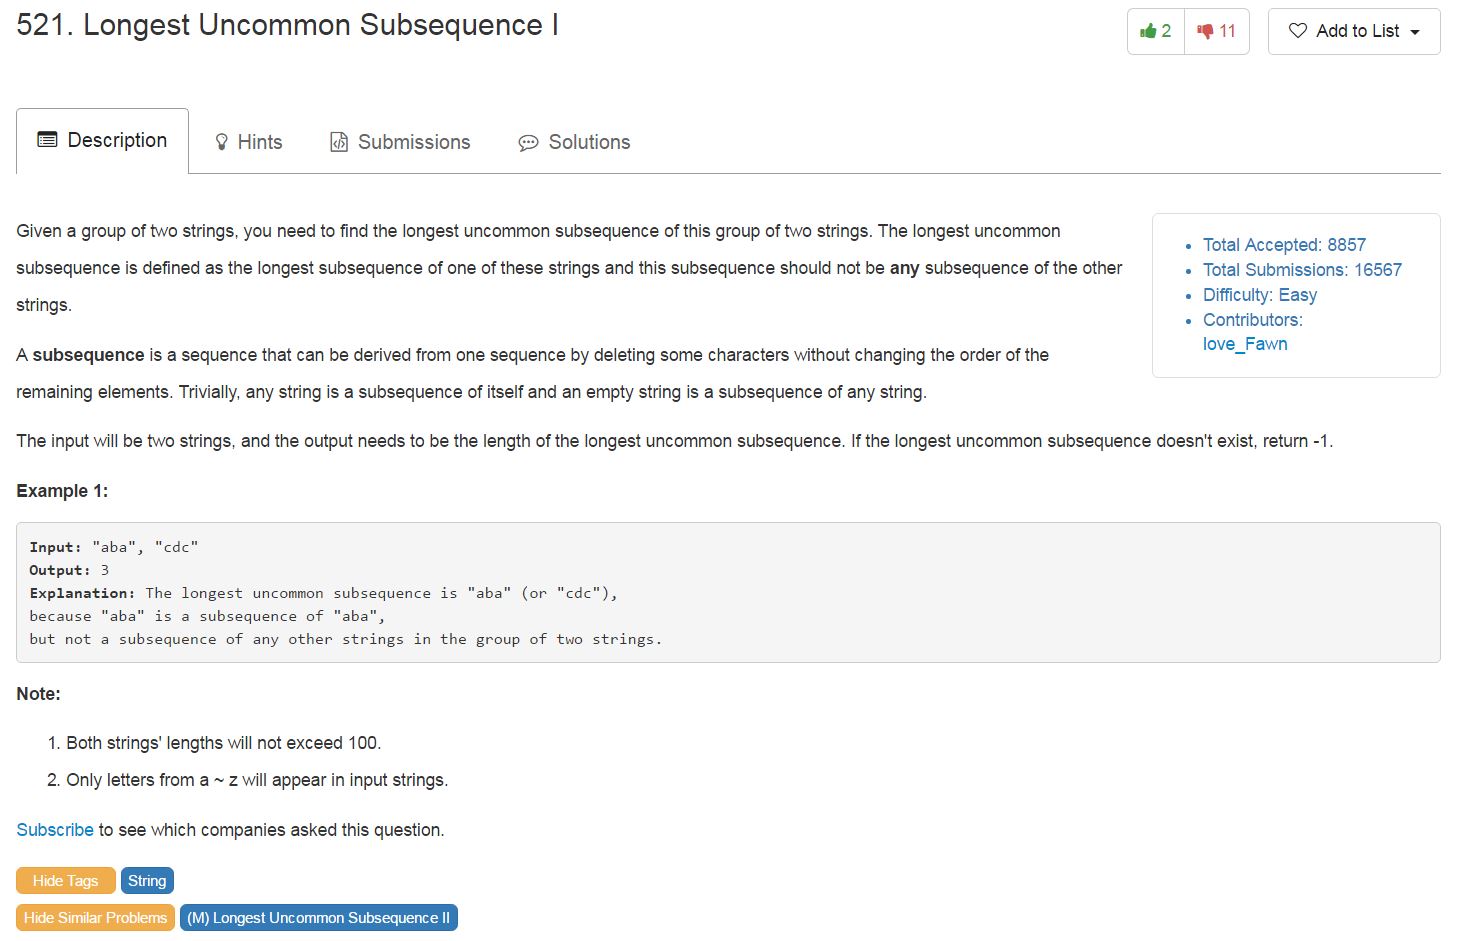 521. Longest Uncommon Subsequence I
2
11
Add to List
Description
Hints
Submissions
Solutions
Given a group of two strings, you need to find the longest uncommon subsequence of this group of two strings. The longest uncommon
subsequence is defined as the longest subsequence of one of these strings and this subsequence should not be any subsequence of the other
strings.
Total Accepted: 8857
Total Submissions: 16567
Difficulty: Easy
Contributors:
love_Fawn
A subsequence is a sequence that can be derived from one sequence by deleting some characters without changing the order of the
remaining elements. Trivially, any string is a subsequence of itself and an empty string is a subsequence of any string.
The input will be two strings, and the output needs to be the length of the longest uncommon subsequence. If the longest uncommon subsequence doesn't exist, return -1.
Example 1:
Input: "aba", "cdc"
Output: 3
Explanation: The longest uncommon subsequence is "aba" (or "cdc"),
because "aba" is a subsequence of "aba",
but not a subsequence of any other strings in the group of two strings.
Note:
1. Both strings' lengths will not exceed 100.
2. Only letters from a ~ z will appear in input strings.
Subscribe to see which companies asked this question.
Hide Tags String
Hide Similar Problems (M) Longest Uncommon Subsequence II